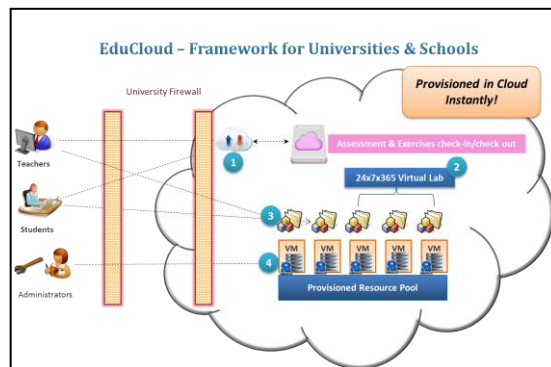 EduCloud – Framework for Universities & Schools
Provisioned in Cloud
Instantly!
University Firewall
Teachers
1
Assessment & Exercises check-in/check out
2
24x7x365 Virtual Lab
Students
3
4
VM VM VM VM VM
Administrators
Provisioned Resource Pool